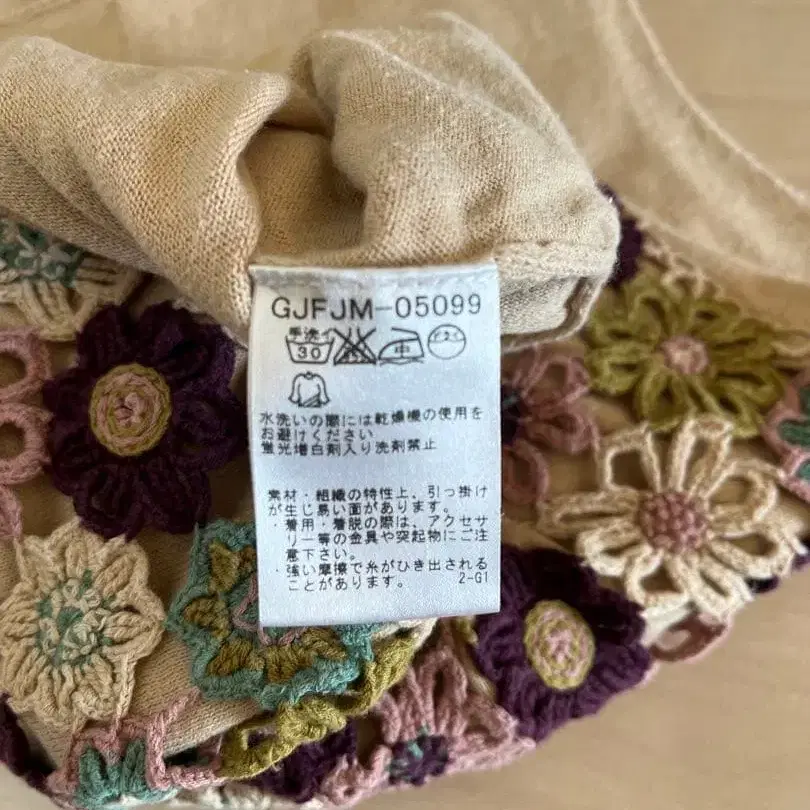 GJFJM-05099
手洗イ
30 中 ドライ
水洗いの際には乾燥機の使用を
お避けください
蛍光増白剤入り洗剤禁止
素材・組織の特性上、引っ掛け
が生じ易い面があります。
・着用・着脱の際は、アクセサ
リー等の金具や突起物にご注
意下さい。
・強い摩擦で糸がひき出される
ことがあります。 2-G1